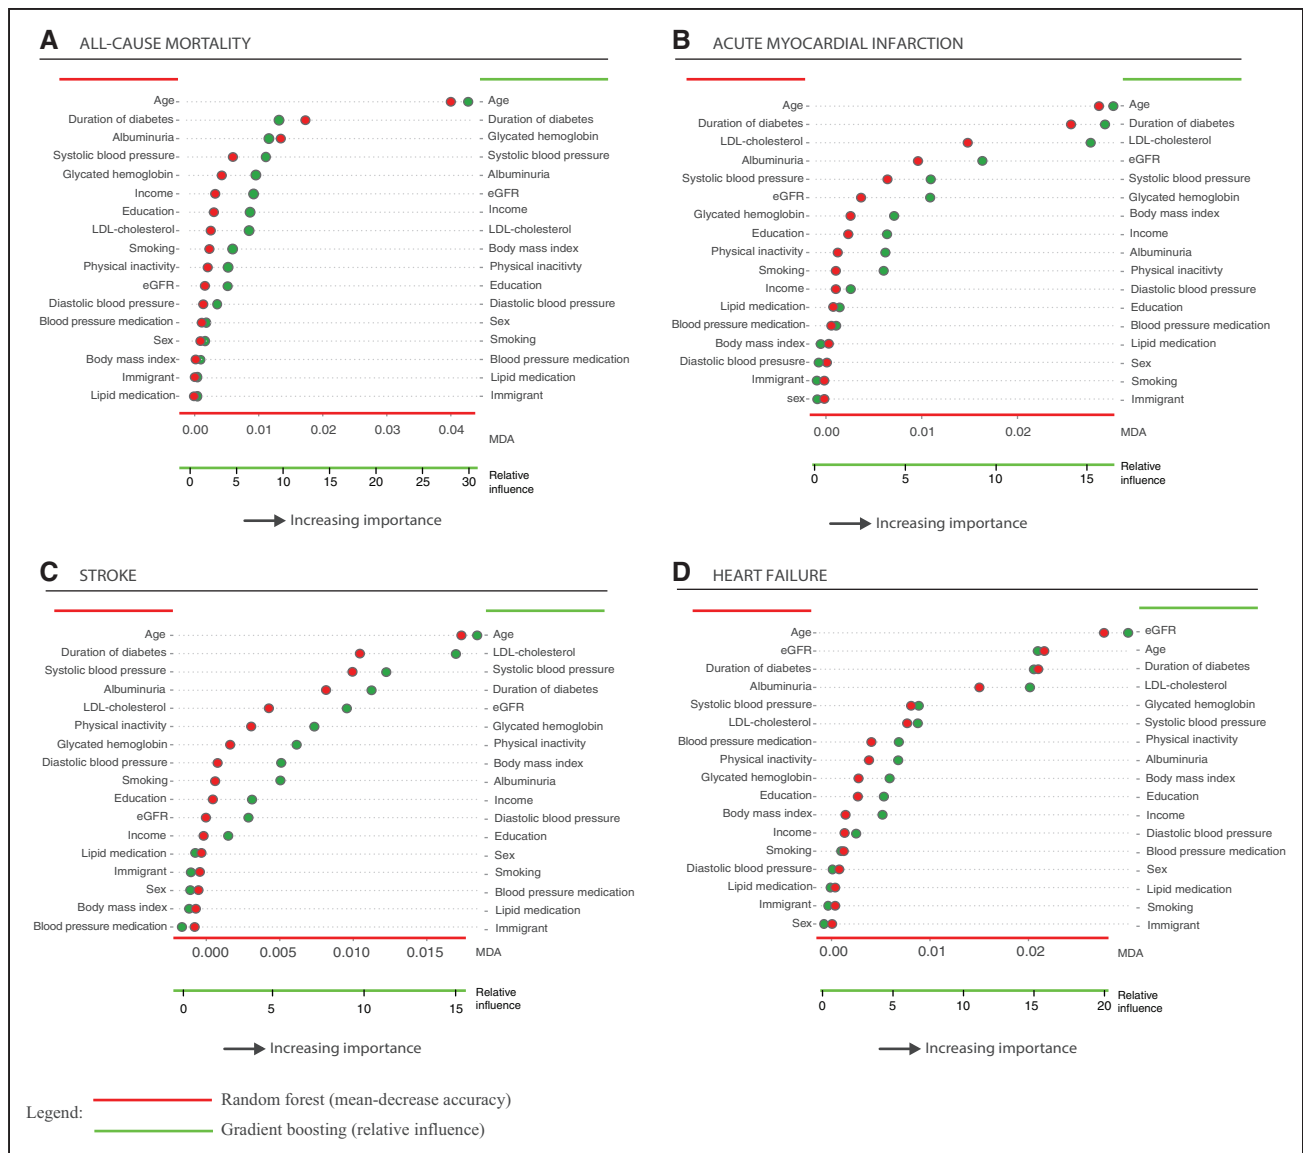 A ALL-CAUSE MORTALITY
Age
Duration of diabetes
Albuminuria
Systolic blood pressure
Glycated hemoglobin
Income
Education
LDL-cholesterol
Smoking
Physical inactivity
eGFR
Diastolic blood pressure
Blood pressure medication
Sex
Body mass index
Immigrant
Lipid medication
Age
Duration of diabetes
Glycated hemoglobin
Systolic blood pressure
Albuminuria
eGFR
Income
LDL-cholesterol
Body mass index
Physical inacitivty
Education
Diastolic blood pressure
Sex
Smoking
Blood pressure medication
Lipid medication
Immigrant
0.00 0.01 0.02 0.03 0.04 MDA
0 5 10 15 20 25 30 Relative
influence
Increasing importance
B ACUTE MYOCARDIAL INFARCTION
Age
Duration of diabetes
LDL-cholesterol
Albuminuria
Systolic blood pressure
eGFR
Glycated hemoglobin
Education
Physical inactivity
Smoking
Income
Lipid medication
Blood pressure medication
Body mass index
Diastolic blood presusre
Immigrant
sex
Age
Duration of diabetes
LDL-cholesterol
eGFR
Systolic blood pressure
Glycated hemoglobin
Body mass index
Income
Albuminuria
Physical inacitivty
Diastolic blood pressure
Education
Blood pressure medication
Lipid medication
Sex
Smoking
Immigrant
0.00 0.01 0.02 MDA
0 5 10 15 Relative
influence
Increasing importance
C STROKE
Age
Duration of diabetes
Systolic blood pressure
Albuminuria
LDL-cholesterol
Physical inactivity
Glycated hemoglobin
Diastolic blood pressure
Smoking
Education
eGFR
Income
Lipid medication
Immigrant
Sex
Body mass index
Blood pressure medication
Age
LDL-cholesterol
Systolic blood pressure
Duration of diabetes
eGFR
Glycated hemoglobin
Physical inactivity
Body mass index
Albuminuria
Income
Diastolic blood pressure
Education
Sex
Smoking
Blood pressure medication
Lipid medication
Immigrant
0.000 0.005 0.010 0.015 MDA
0 5 10 15 Relative
influence
Increasing importance
D HEART FAILURE
Age
eGFR
Duration of diabetes
Albuminuria
Systolic blood pressure
LDL-cholesterol
Blood pressure medication
Physical inactivity
Glycated hemoglobin
Education
Body mass index
Income
Smoking
Diastolic blood pressure
Lipid medication
Immigrant
Sex
eGFR
Age
Duration of diabetes
LDL-cholesterol
Glycated hemoglobin
Systolic blood pressure
Physical inactivity
Albuminuria
Body mass index
Education
Income
Diastolic blood pressure
Blood pressure medication
Sex
Lipid medication
Smoking
Immigrant
0.00 0.01 0.02 MDA
0 5 10 15 20 Relative
influence
Increasing importance
Legend:
Random forest (mean-decrease accuracy)
Gradient boosting (relative influence)